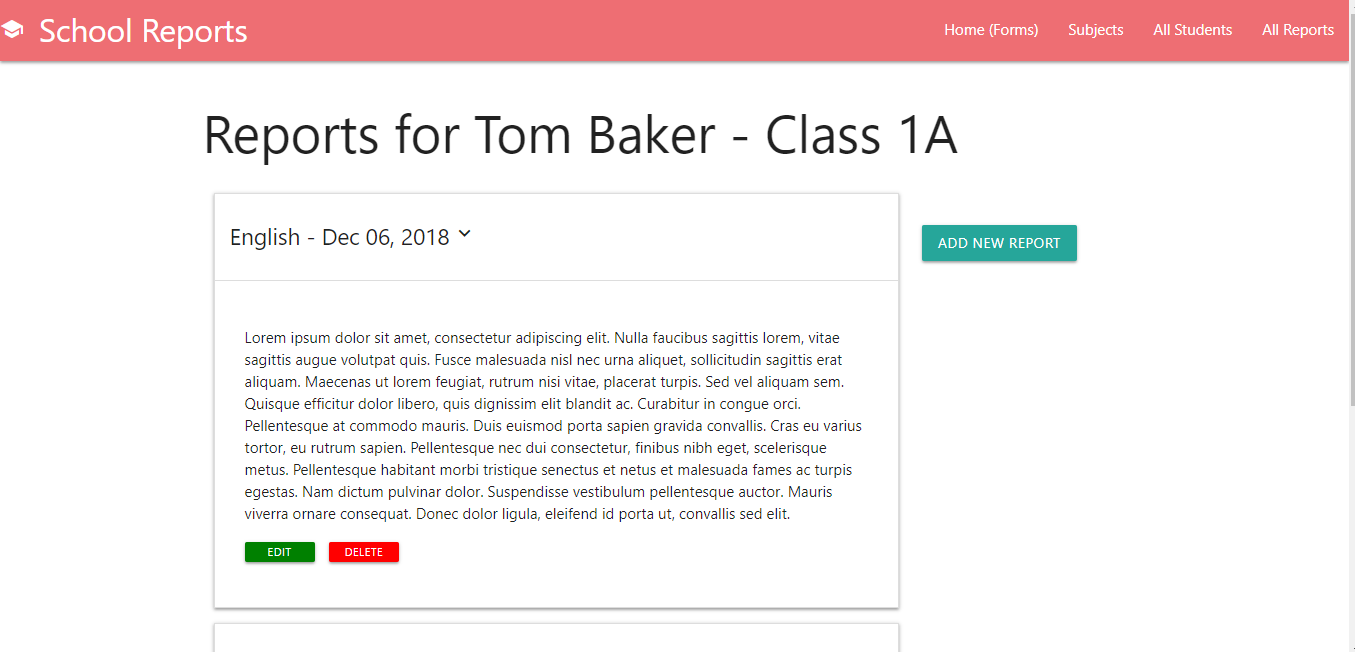 School Reports
Home (Forms) Subjects All Students All Reports
Reports for Tom Baker - Class 1A
English - Dec 06, 2018
ADD NEW REPORT
Lorem ipsum dolor sit amet, consectetur adipiscing elit. Nulla faucibus sagittis lorem, vitae
sagittis augue volutpat quis. Fusce malesuada nisl nec urna aliquet, sollicitudin sagittis erat
aliquam. Maecenas ut lorem feugiat, rutrum nisi vitae, placerat turpis. Sed vel aliquam sem.
Quisque efficitur dolor libero, quis dignissim elit blandit ac. Curabitur in congue orci.
Pellentesque at commodo mauris. Duis euismod porta sapien gravida convallis. Cras eu varius
tortor, eu rutrum sapien. Pellentesque nec dui consectetur, finibus nibh eget, scelerisque
metus. Pellentesque habitant morbi tristique senectus et netus et malesuada fames ac turpis
egestas. Nam dictum pulvinar dolor. Suspendisse vestibulum pellentesque auctor. Mauris
viverra ornare consequat. Donec dolor ligula, eleifend id porta ut, convallis sed elit.
EDIT DELETE